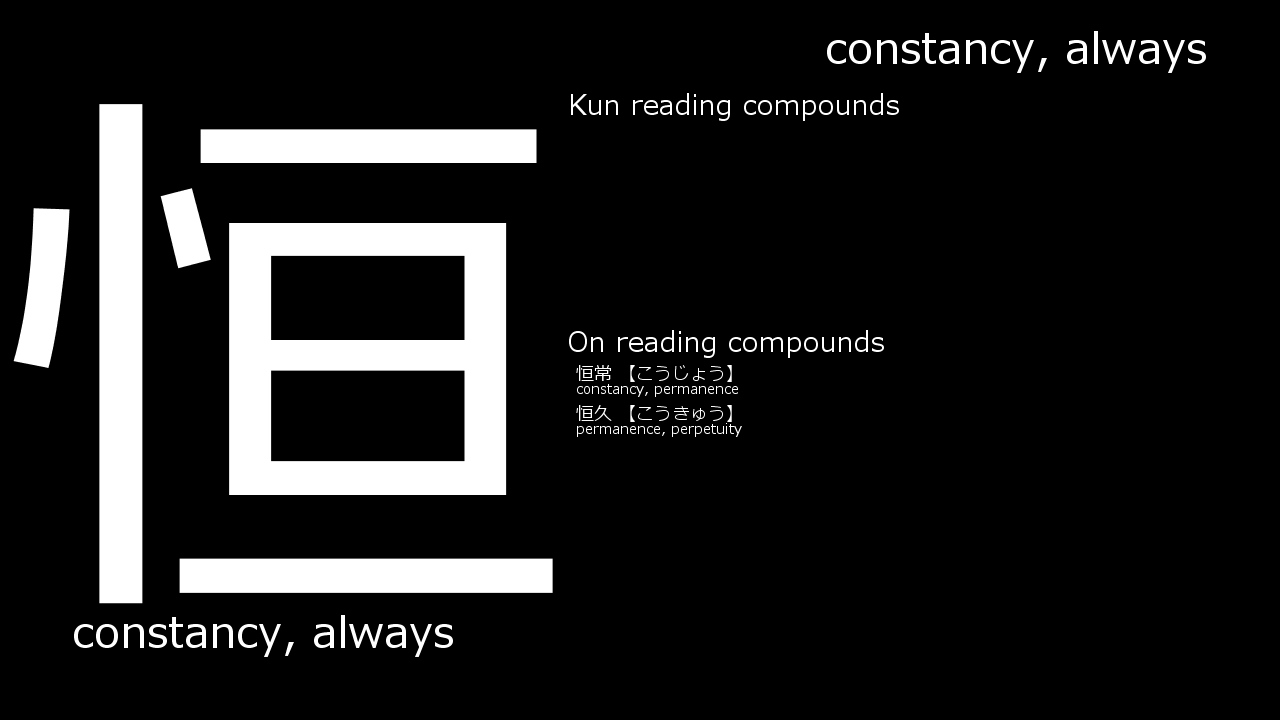 constancy, always
恒
Kun reading compounds
On reading compounds
恒常 【こうじょう】
constancy, permanence
恒久 【こうきゅう】
permanence, perpetuity
constancy, always